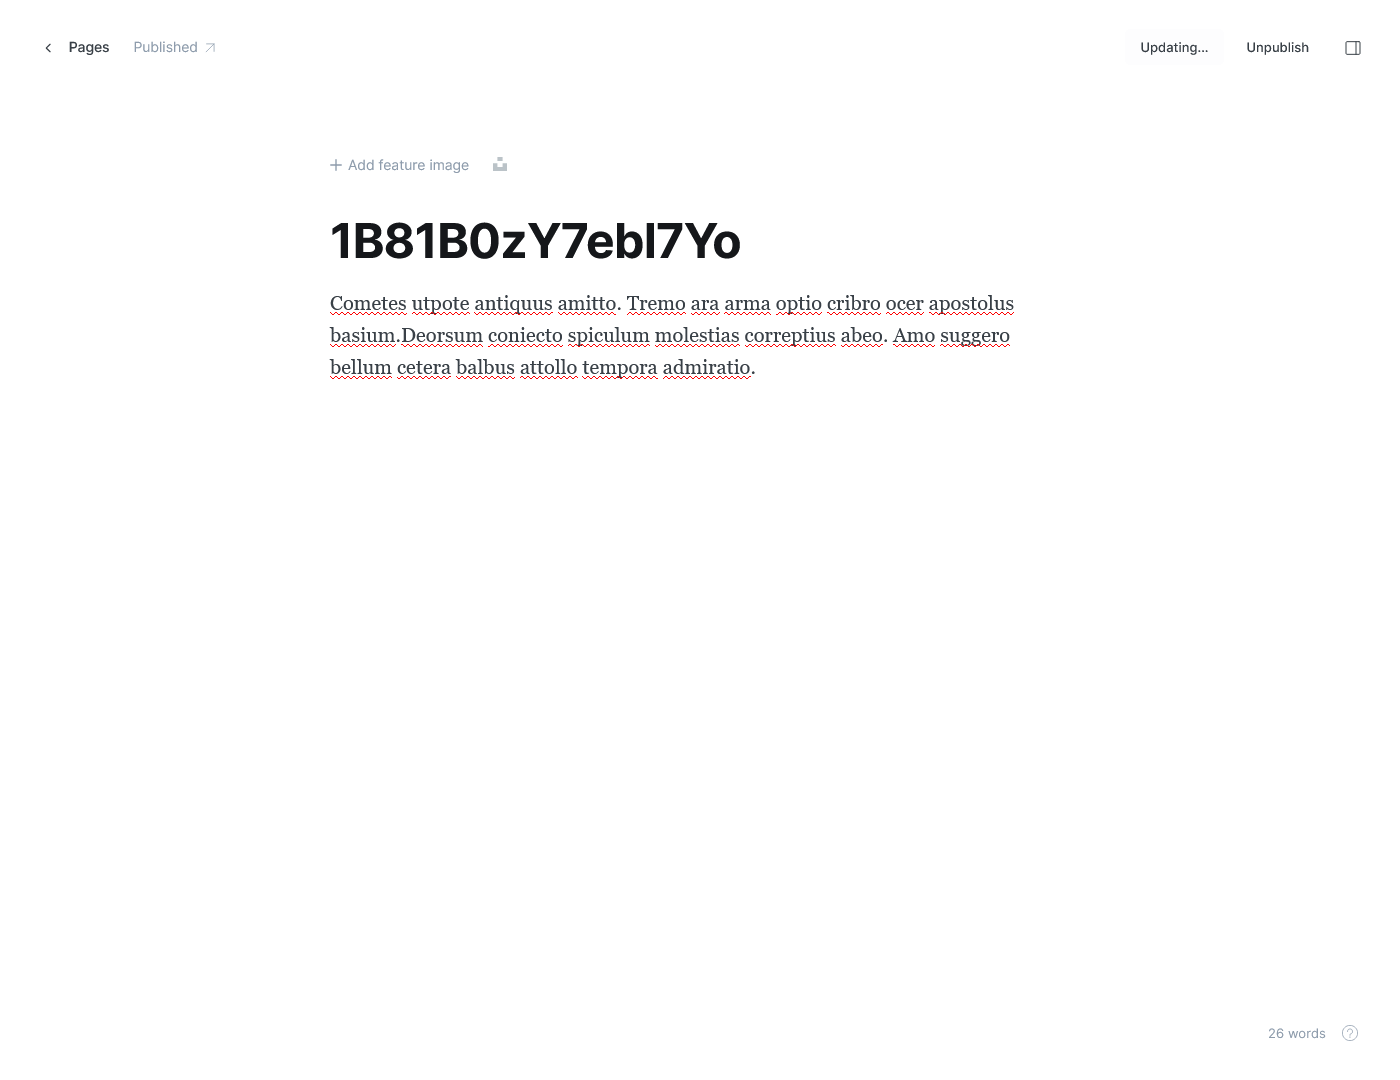 Pages
Published
Updating...
Unpublish
Add feature image
1B81B0zY7ebI7Yo
Cometes utpote antiquus amitto. Tremo ara arma optio cribro ocer apostolus
basium.Deorsum coniecto spiculum molestias correptius abeo. Amo suggero
bellum cetera balbus attollo tempora admiratio.
26 words